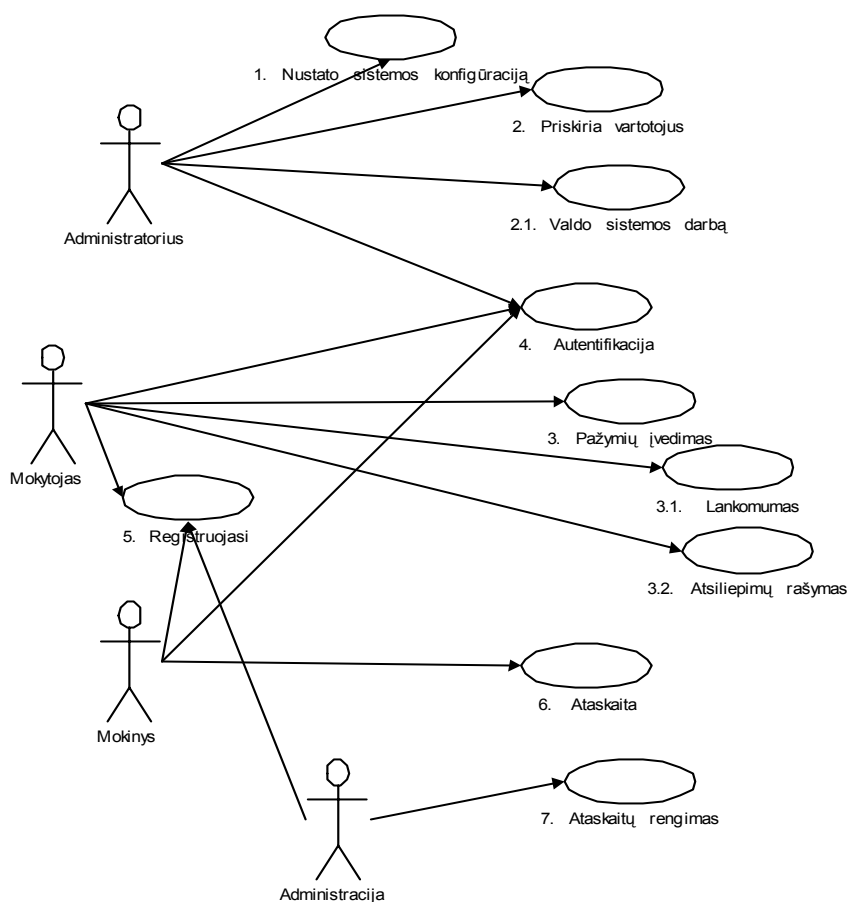 1. Nustato sistemos konfigūraciją
2. Priskiria vartotojus
2.1. Valdo sistemos darbą
Administratorius
4. Autentifikacija
3. Pažymių įvedimas
Mokytojas
3.1. Lankomumas
5. Registruojasi
3.2. Atsiliepimų rašymas
6. Ataskaita
Mokinys
7. Ataskaitų rengimas
Administracija